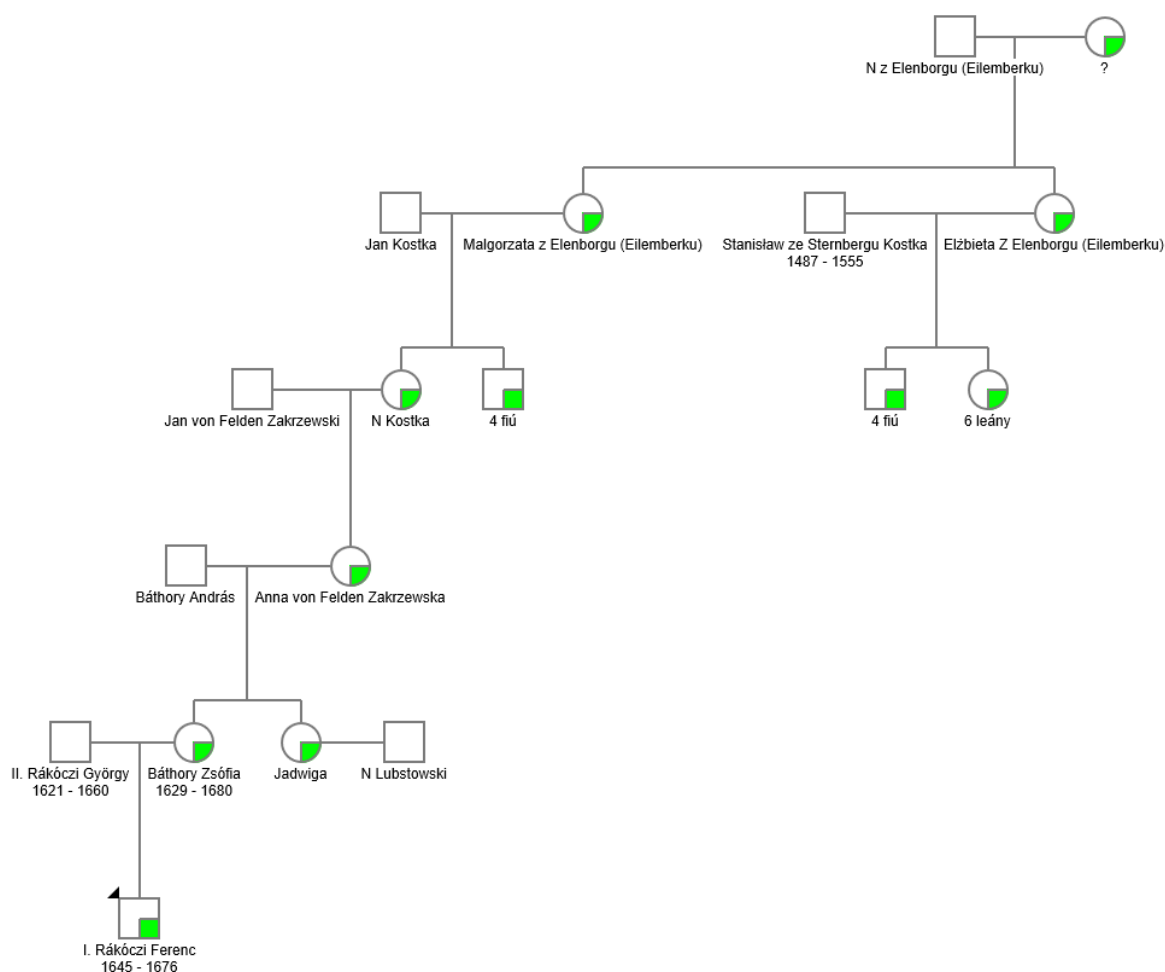 N z Elenborgu (Eilemberku)
?
Jan Kostka
Malgorzata z Elenborgu (Eilemberku)
Stanisław ze Sternbergu Kostka
1487 - 1555
Elżbieta Z Elenborgu (Eilemberku)
Jan von Felden Zakrzewski
N Kostka
4 fiú
4 fiú
6 leány
Báthory András
Anna von Felden Zakrzewska
II. Rákóczi György
1621 - 1660
Báthory Zsófia
1629 - 1680
Jadwiga
N Lubstowski
I. Rákóczi Ferenc
1645 - 1676